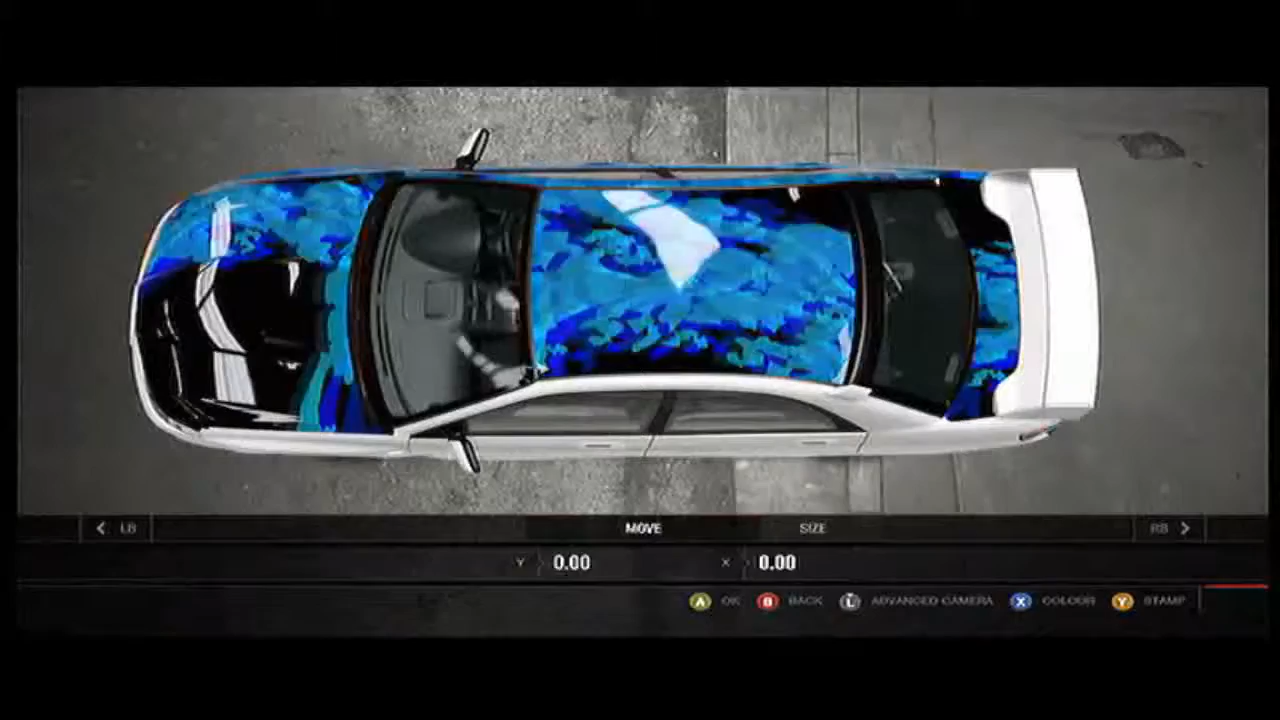 LB MOVE SIZE RB
Y 0.00 X 0.00
A OK B BACK L ADVANCED CAMERA X COLOUR Y STAMP